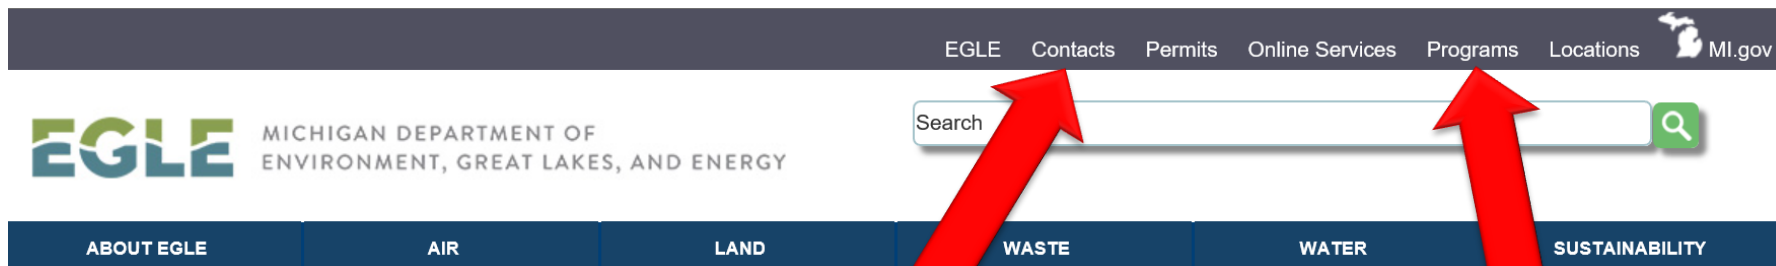 EGLE Contacts Permits Online Services Programs Locations MI.gov
Search
EGLE
MICHIGAN DEPARTMENT OF
ENVIRONMENT, GREAT LAKES, AND ENERGY
ABOUT EGLE AIR LAND WASTE WATER SUSTAINABILITY